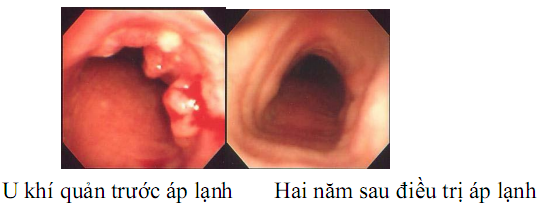 U khí quản trước áp lạnh
Hai năm sau điều trị áp lạnh